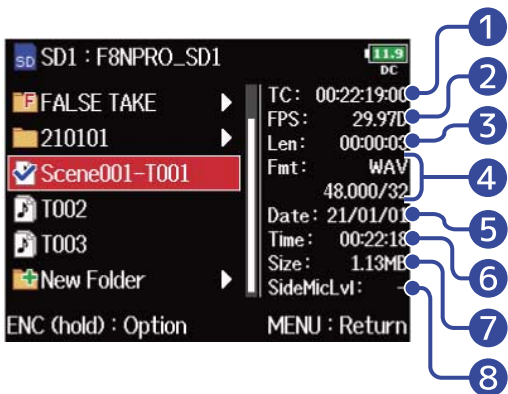 SD SD1 : F8NPRO_SD1
11.9
DC
F FALSE TAKE
210101
Scene001-T001
T002
T003
New Folder
ENC (hold) : Option
TC: 00:22:19:00
FPS: 29.97D
Len: 00:00:03
Fmt: WAV
48.000/32
Date: 21/01/01
Time: 00:22:18
Size: 1.13MB
SideMicLvl: -
MENU : Return
1
2
3
4
5
6
7
8